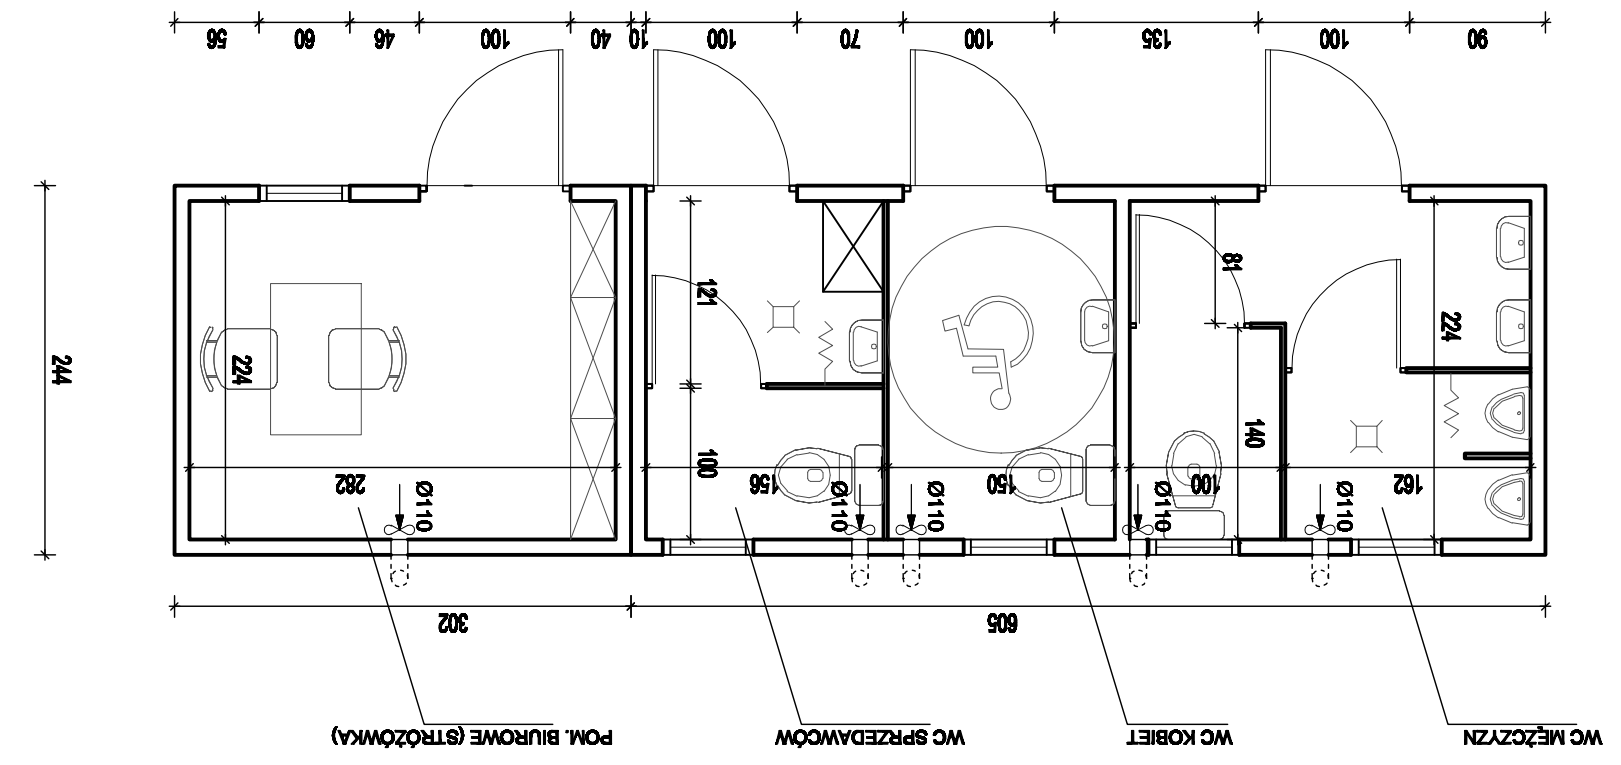 56
60
46
100
40
10
100
70
100
135
100
90
244
224
121
81
224
100
140
282
156
150
100
162
Ø110
Ø110
Ø110
Ø110
Ø110
302
605
POM. BIUROWE (STRÓŻÓWKA)
WC SPRZEDAWCÓW
WC KOBIET
WC MĘŻCZYZN